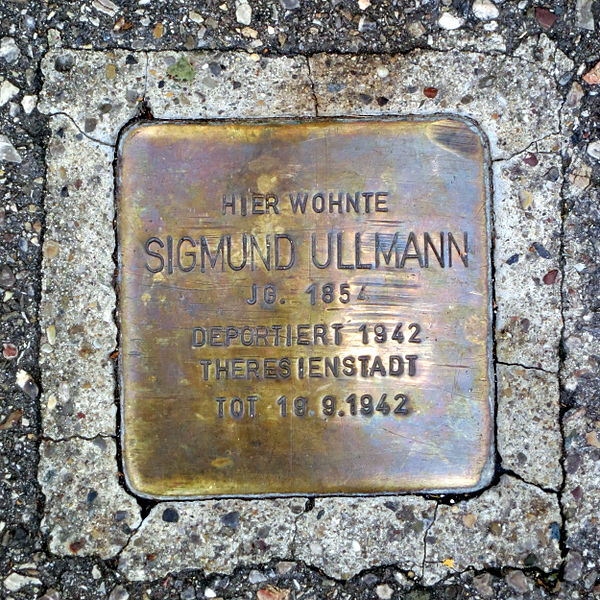 HIER WOHNTE
SIGMUND ULLMANN
JG. 1854
DEPORTIERT 1942
THERESIENSTADT
TOT 19.9.1942